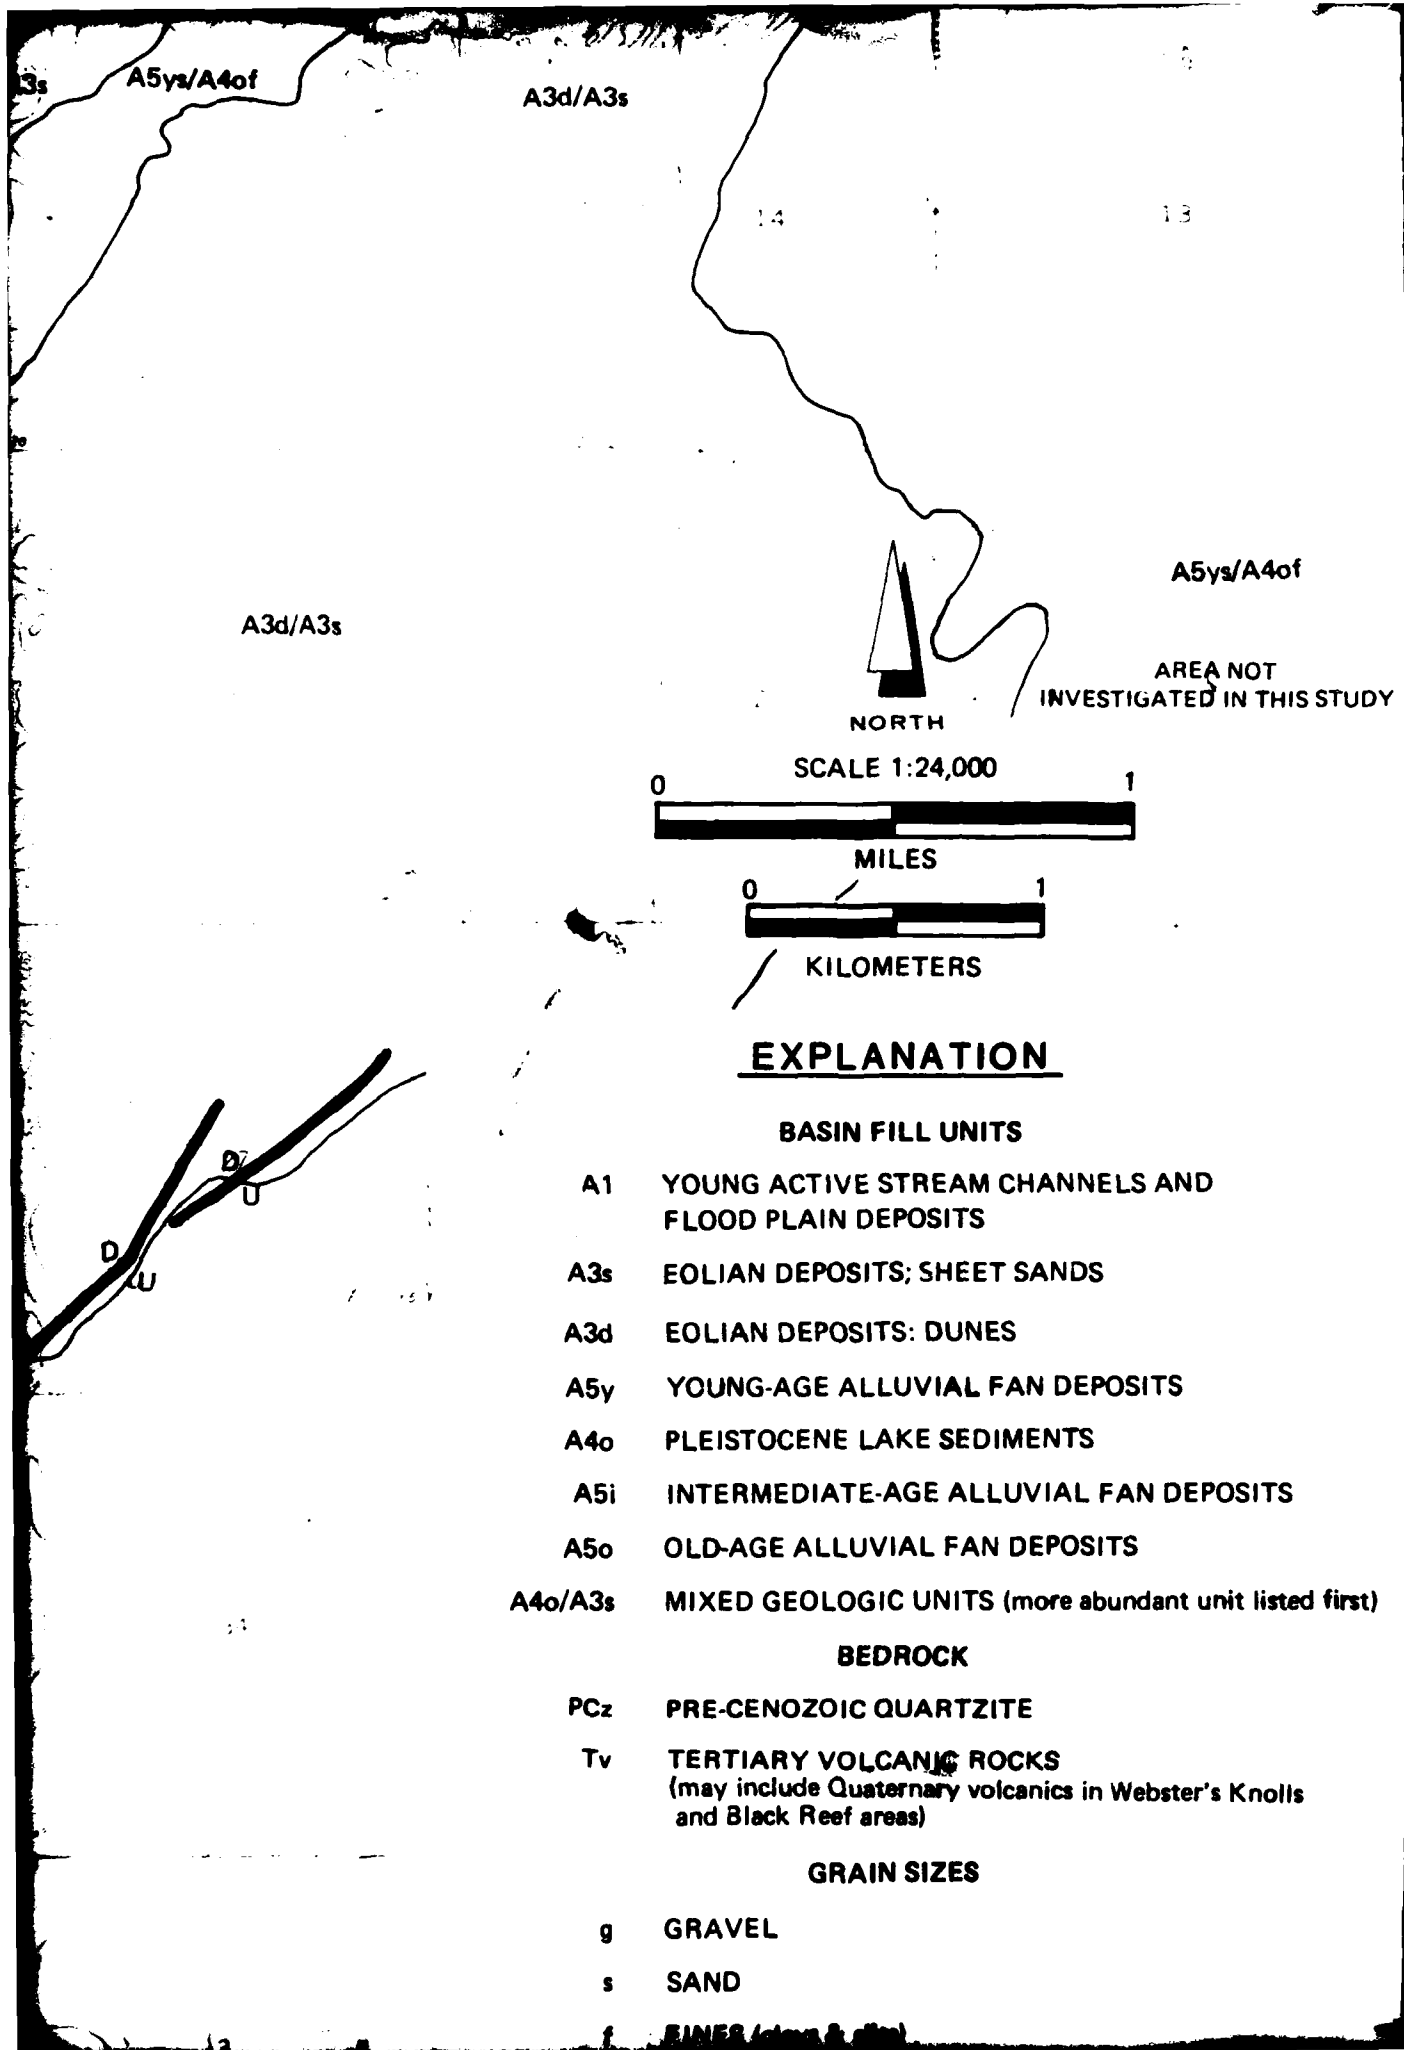 A5ys/A4of
A3d/A3s
14
13
A5ys/A4of
A3d/A3s
AREA NOT
INVESTIGATED IN THIS STUDY
NORTH
SCALE 1:24,000
0 1
MILES
0 1
KILOMETERS
EXPLANATION
BASIN FILL UNITS
A1 YOUNG ACTIVE STREAM CHANNELS AND
FLOOD PLAIN DEPOSITS
D
U
D
U
A3s EOLIAN DEPOSITS; SHEET SANDS
A3d EOLIAN DEPOSITS: DUNES
A5y YOUNG-AGE ALLUVIAL FAN DEPOSITS
A4o PLEISTOCENE LAKE SEDIMENTS
A5i INTERMEDIATE-AGE ALLUVIAL FAN DEPOSITS
A5o OLD-AGE ALLUVIAL FAN DEPOSITS
A4o/A3s MIXED GEOLOGIC UNITS (more abundant unit listed first)
BEDROCK
PCz PRE-CENOZOIC QUARTZITE
Tv TERTIARY VOLCANIC ROCKS
(may include Quaternary volcanics in Webster's Knolls
and Black Reef areas)
GRAIN SIZES
g GRAVEL
s SAND
f FINES